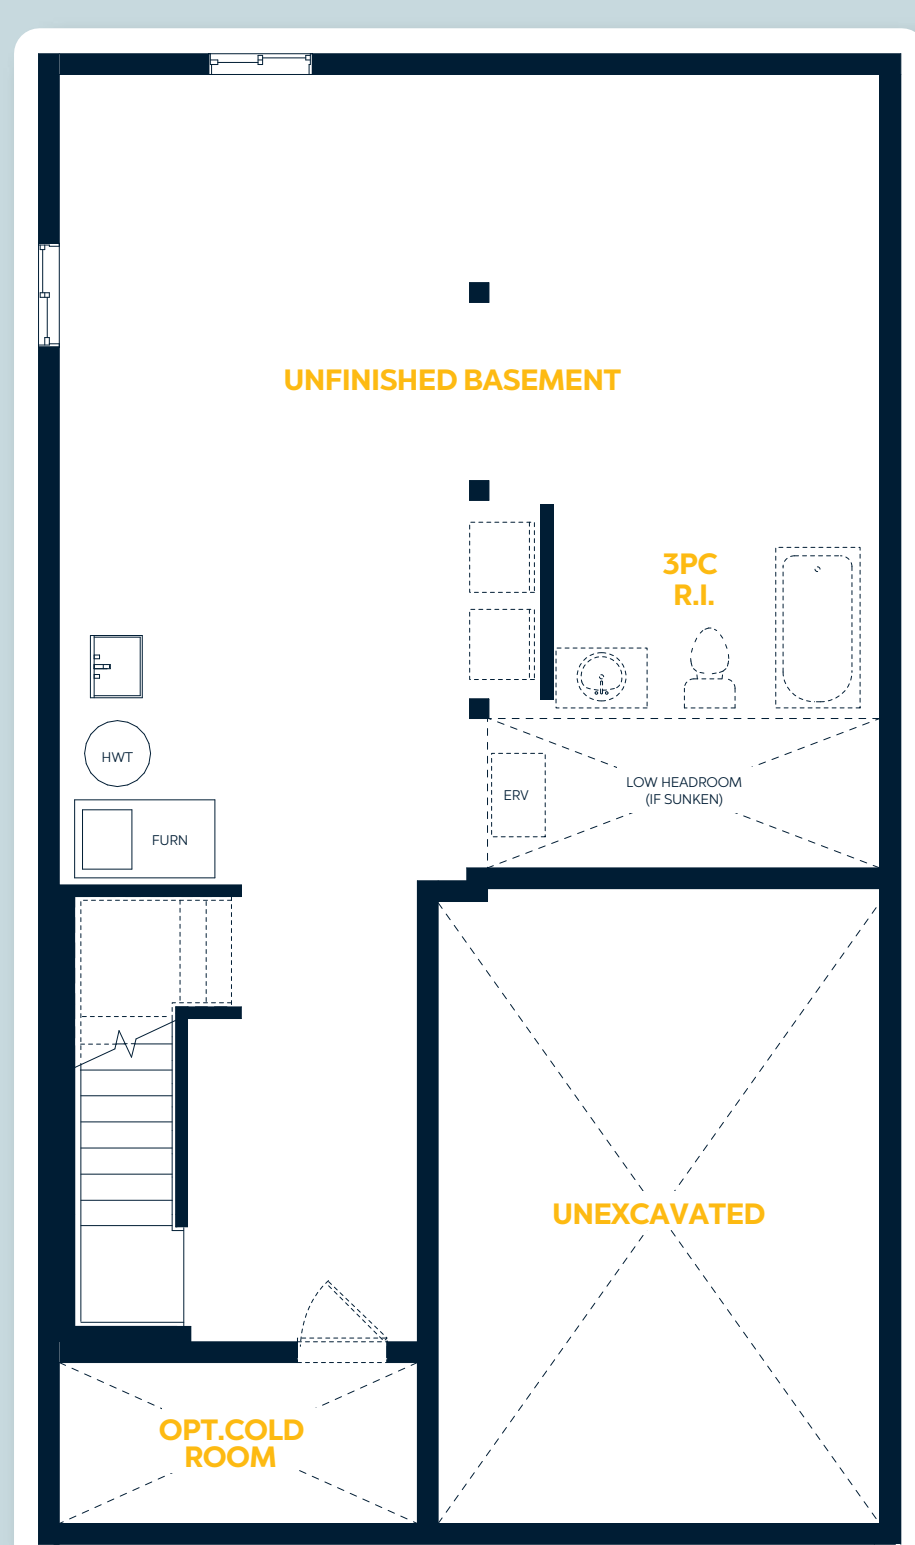 UNFINISHED BASEMENT
3PC
R.I.
HWT
LOW HEADROOM
(IF SUNKEN)
ERV
FURN
UNEXCAVATED
OPT.COLD
ROOM